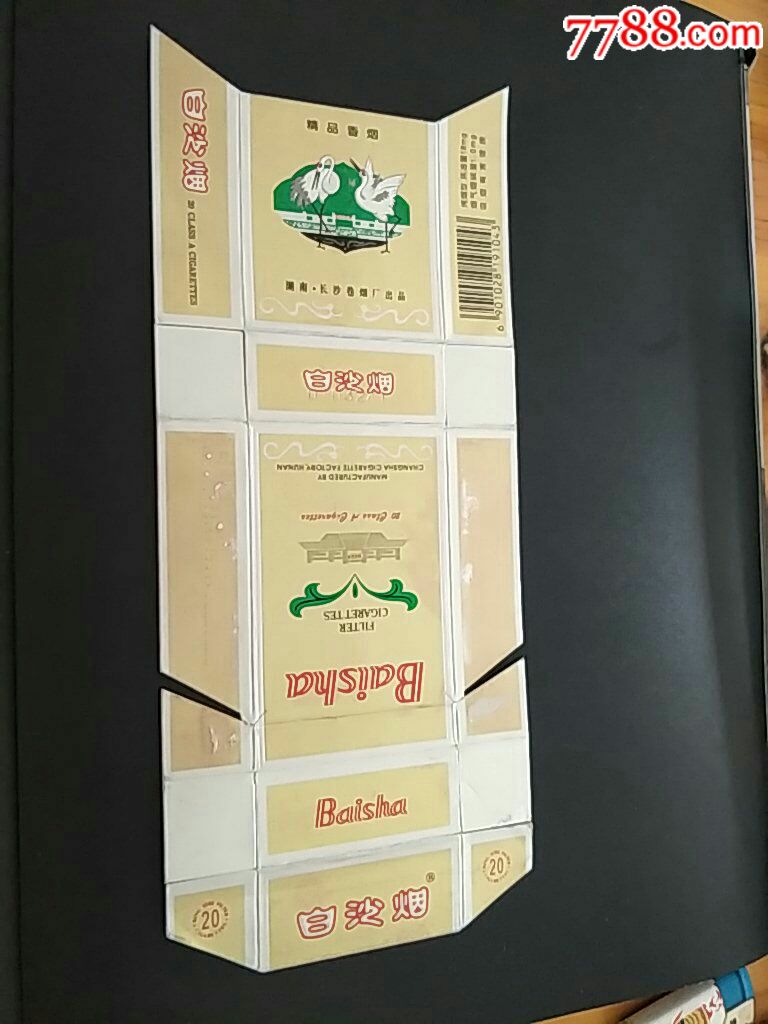 7788.com
精品香烟
白沙烟
20 CLASS A CIGARETTES
湖南·长沙卷烟厂出品
6 901028 191043
白沙烟
MANUFACTURED BY
CHANGSHA CIGARETTE FACTORY, HUNAN
20 Class A Cigarettes
FILTER
CIGARETTES
Baisha
Baisha
20
白沙烟
®
20